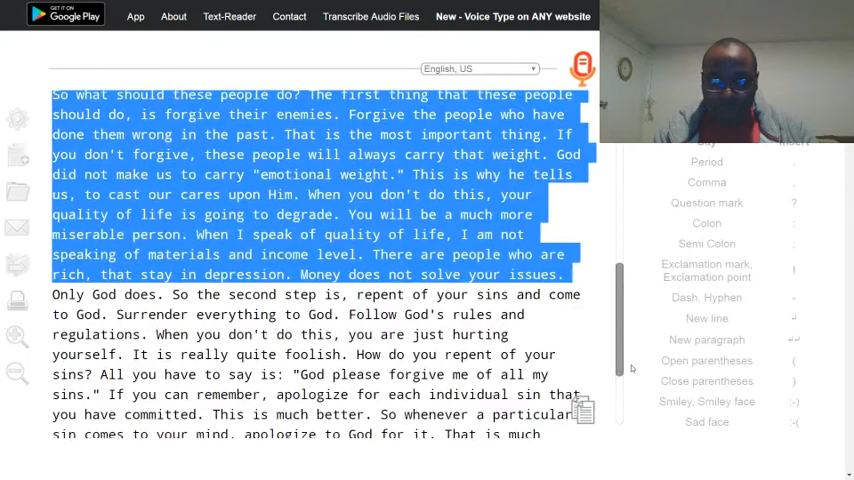 GET IT ON
Google Play
App
About
Text-Reader
Contact
Transcribe Audio Files
New - Voice Type on ANY website
English, US
So what should these people do? The first thing that these people
should do, is forgive their enemies. Forgive the people who have
done them wrong in the past. That is the most important thing. If
you don't forgive, these people will always carry that weight. God
did not make us to carry "emotional weight." This is why he tells
us, to cast our cares upon Him. When you don't do this, your
quality of life is going to degrade. You will be a much more
miserable person. When I speak of quality of life, I am not
speaking of materials and income level. There are people who are
rich, that stay in depression. Money does not solve your issues.
Only God does. So the second step is, repent of your sins and come
to God. Surrender everything to God. Follow God's rules and
regulations. When you don't do this, you are just hurting
yourself. It is really quite foolish. How do you repent of your
sins? All you have to say is: "God please forgive me of all my
sins." If you can remember, apologize for each individual sin that
you have committed. This is much better. So whenever a particular
sin comes to your mind, apologize to God for it. That is much
Period .
Comma ,
Question mark ?
Colon :
Semi Colon ;
Exclamation mark,
Exclamation point !
Dash, Hyphen -
New line ↵
New paragraph ↵↵
Open parentheses (
Close parentheses )
Smiley, Smiley face :-)
Sad face :-(